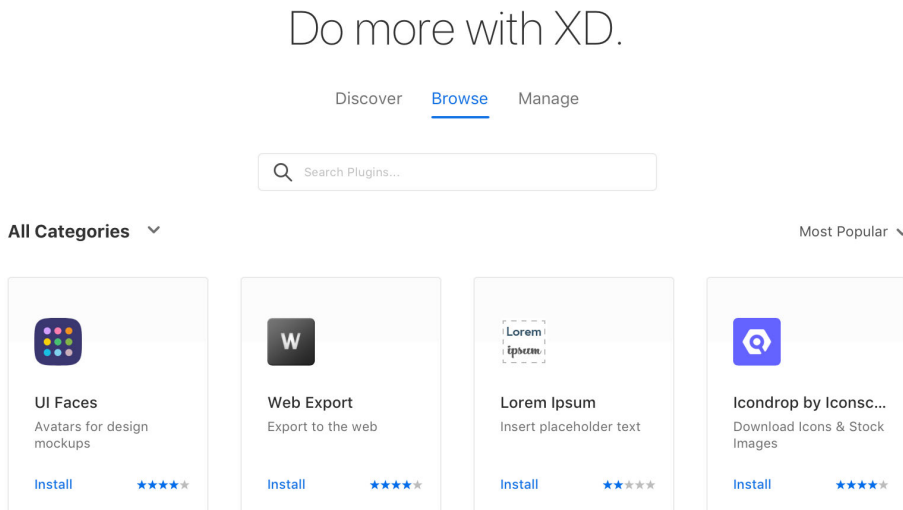 Do more with XD.
Discover Browse Manage
Search Plugins...
All Categories
Most Popular
W
Lorem
ipsum
UI Faces
Avatars for design
mockups
Install
Web Export
Export to the web
Install
Lorem Ipsum
Insert placeholder text
Install
Icondrop by Iconsc...
Download Icons & Stock
Images
Install